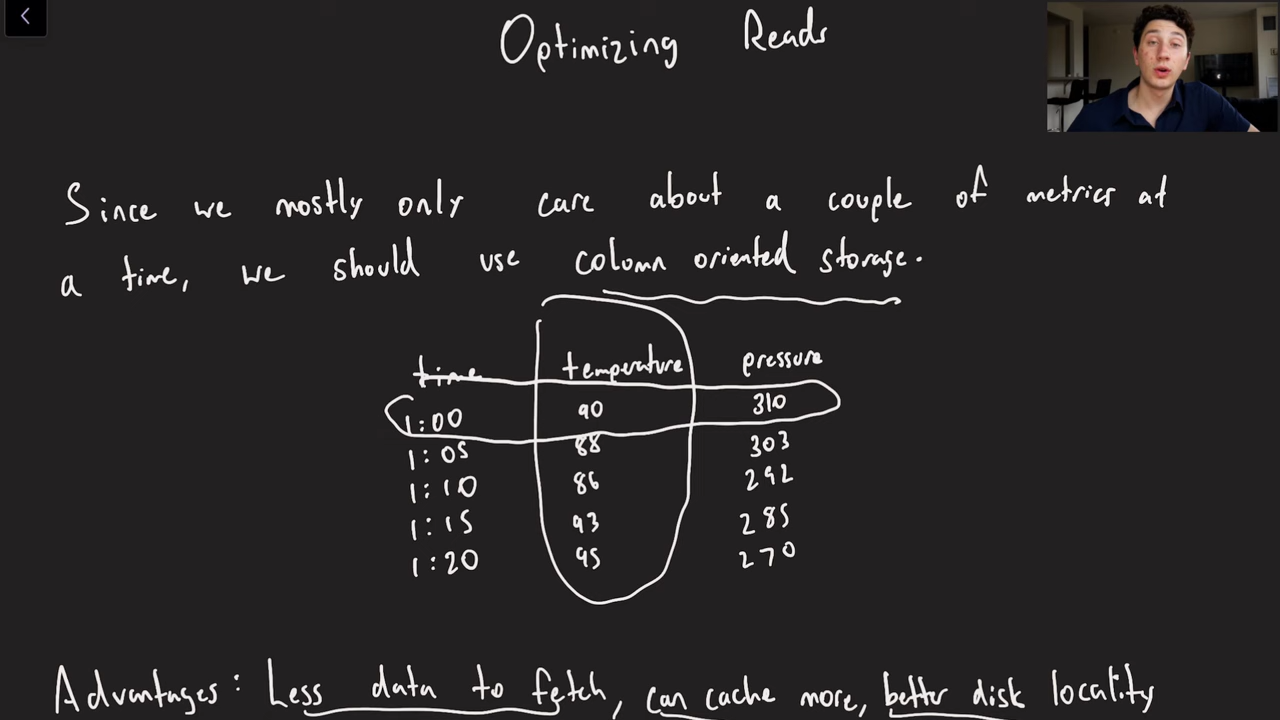 Optimizing Reads
Since we mostly only care about a couple of metrics at
a time, we should use column oriented storage.
time temperature pressure
1:00 90 310
1:05 88 303
1:10 86 292
1:15 93 285
1:20 95 270
Advantages: Less data to fetch, can cache more, better disk locality